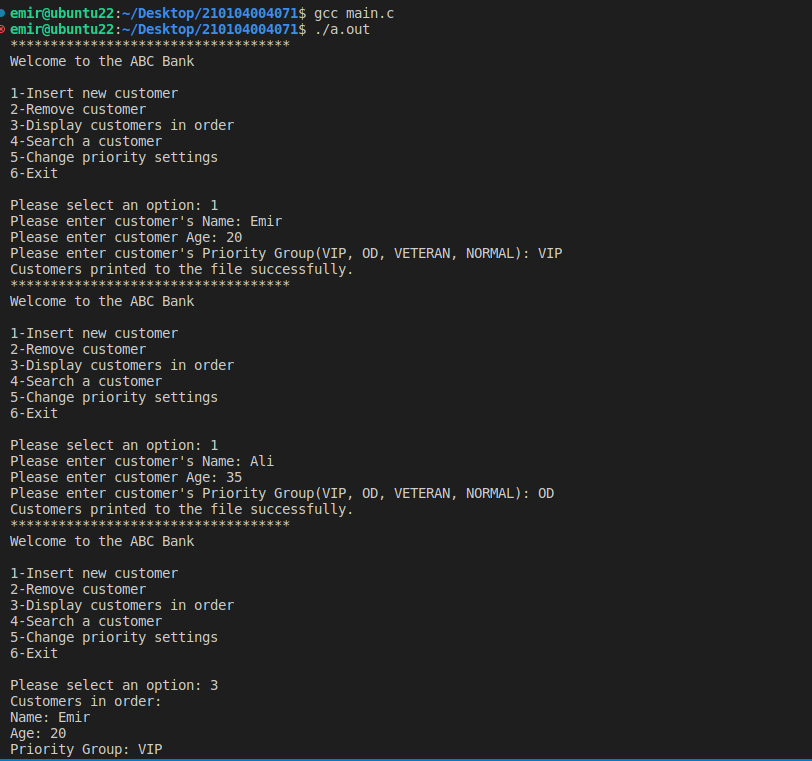 emir@ubuntu22:~/Desktop/210104004071$ gcc main.c
emir@ubuntu22:~/Desktop/210104004071$ ./a.out
***********************************
Welcome to the ABC Bank
1-Insert new customer
2-Remove customer
3-Display customers in order
4-Search a customer
5-Change priority settings
6-Exit
Please select an option: 1
Please enter customer's Name: Emir
Please enter customer Age: 20
Please enter customer's Priority Group(VIP, OD, VETERAN, NORMAL): VIP
Customers printed to the file successfully.
***********************************
Welcome to the ABC Bank
1-Insert new customer
2-Remove customer
3-Display customers in order
4-Search a customer
5-Change priority settings
6-Exit
Please select an option: 1
Please enter customer's Name: Ali
Please enter customer Age: 35
Please enter customer's Priority Group(VIP, OD, VETERAN, NORMAL): OD
Customers printed to the file successfully.
***********************************
Welcome to the ABC Bank
1-Insert new customer
2-Remove customer
3-Display customers in order
4-Search a customer
5-Change priority settings
6-Exit
Please select an option: 3
Customers in order:
Name: Emir
Age: 20
Priority Group: VIP